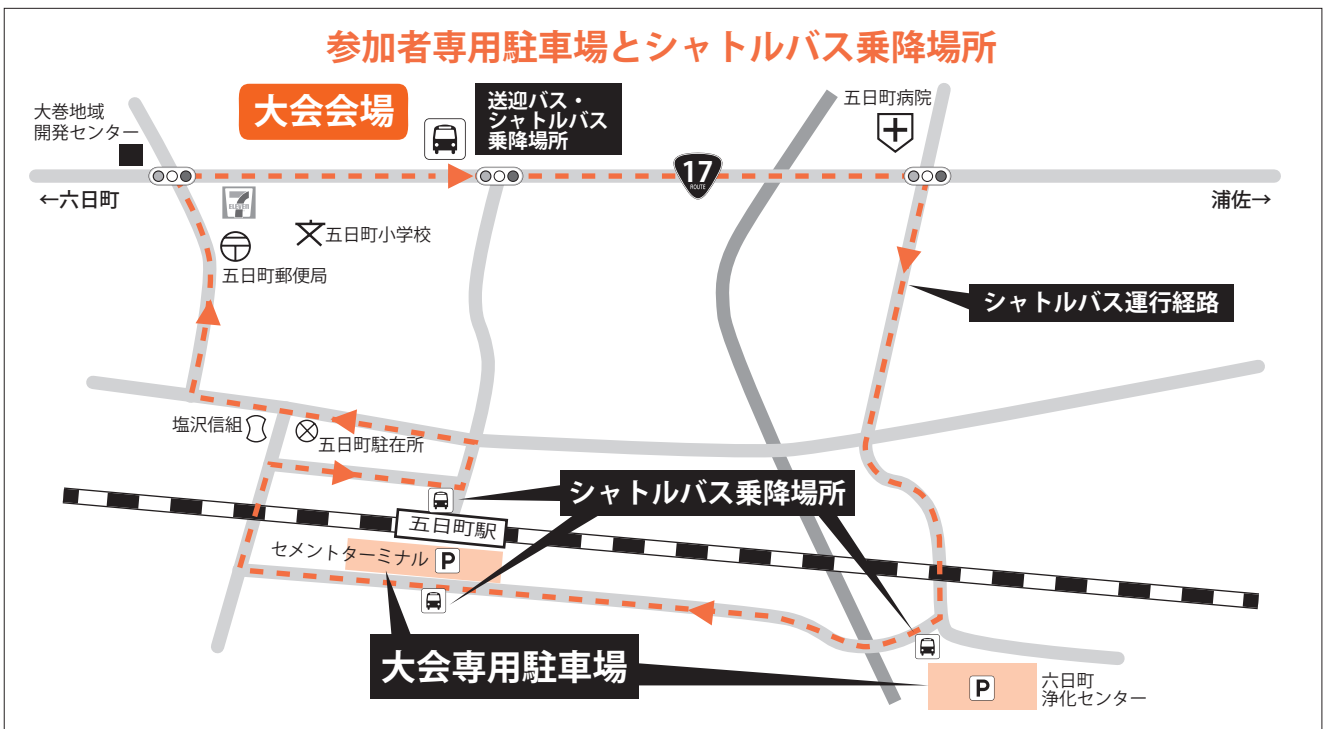 参加者専用駐車場とシャトルバス乗降場所
大巻地域
開発センター
大会会場
送迎バス・
シャトルバス
乗降場所
五日町病院
17
ROUTE
←六日町
浦佐→
7
ELEVEN
五日町小学校
五日町郵便局
シャトルバス運行経路
塩沢信組
五日町駐在所
シャトルバス乗降場所
五日町駅
セメントターミナル
P
大会専用駐車場
P
六日町
浄化センター